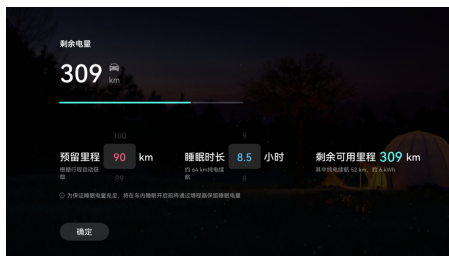 剩余电量
309 km
100 9
预留里程 90 km 睡眠时长 8.5 小时 剩余可用里程 309 km
根据行程自动获取 约 64 km纯电续航 其中纯电续航 52 km，约 6 kWh
89 8
为保证睡眠电量充足，将在车内睡眠开启前将通过增程器保留睡眠电量
确定